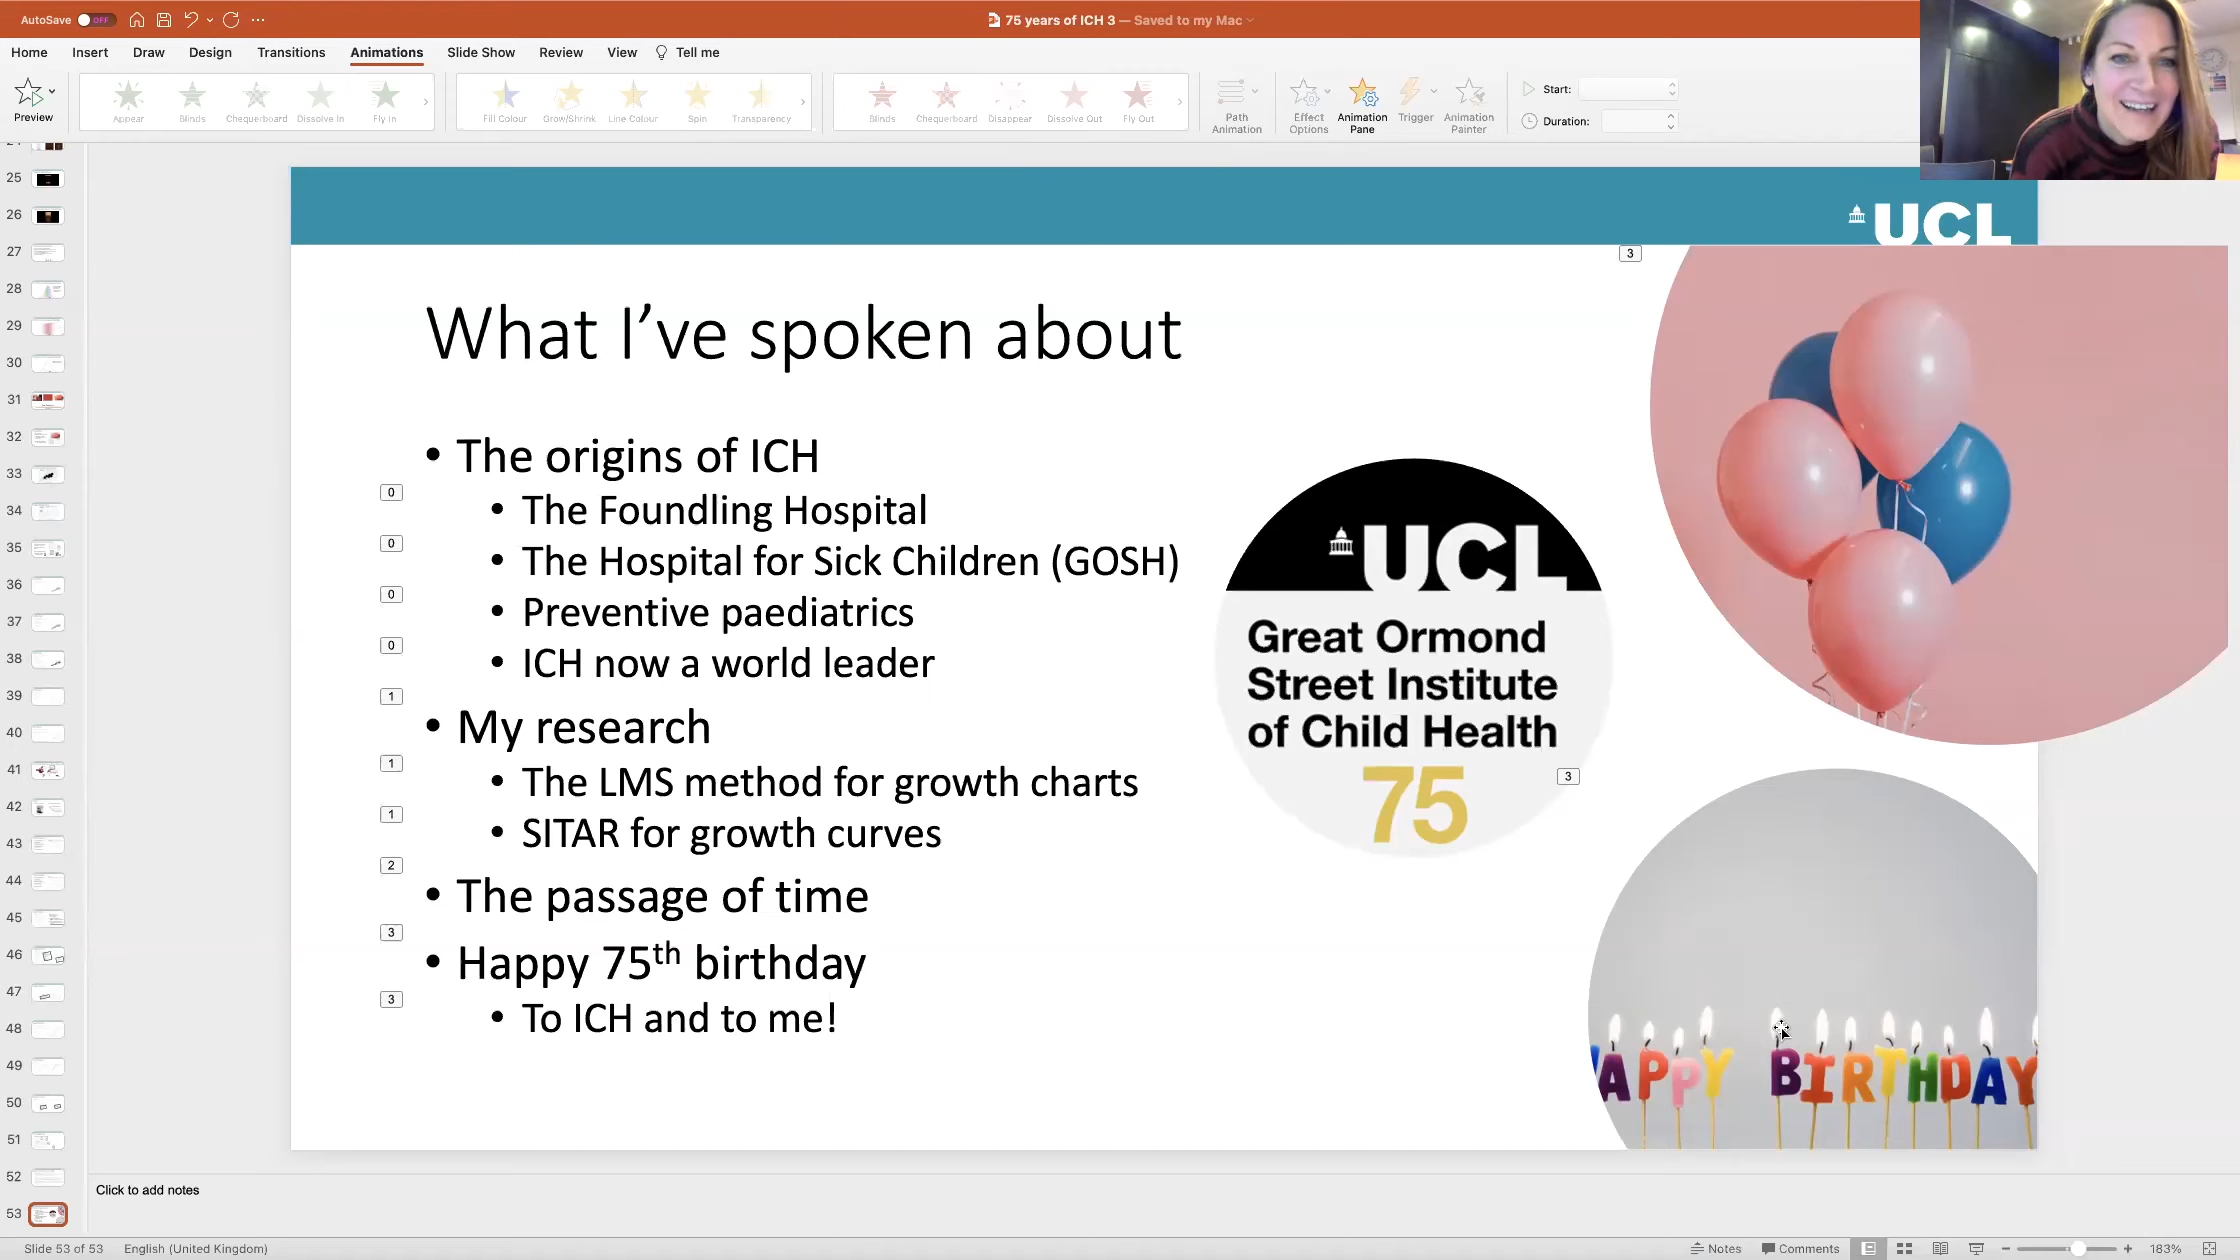 AutoSave OFF
75 years of ICH 3 — Saved to my Mac
Home Insert Draw Design Transitions Animations Slide Show Review View Tell me
Preview
Appear Blinds Chequerboard Dissolve In Fly In
Fill Colour Grow/Shrink Line Colour Spin Transparency
Blinds Chequerboard Disappear Dissolve Out Fly Out
Path Animation
Effect Options
Animation Pane
Trigger
Animation Painter
Start:
Duration:
25
26
27
28
29
30
31
32
33
34
35
36
37
38
39
40
41
42
43
44
45
46
47
48
49
50
51
52
53
UCL
3
What I’ve spoken about
• The origins of ICH
0
• The Foundling Hospital
0
• The Hospital for Sick Children (GOSH)
0
• Preventive paediatrics
0
• ICH now a world leader
1
• My research
1
• The LMS method for growth charts
1
• SITAR for growth curves
2
• The passage of time
3
• Happy 75th birthday
3
• To ICH and to me!
UCL
Great Ormond
Street Institute
of Child Health
75
3
APPY BIRTHDAY
Click to add notes
Slide 53 of 53 English (United Kingdom)
Notes Comments 183%